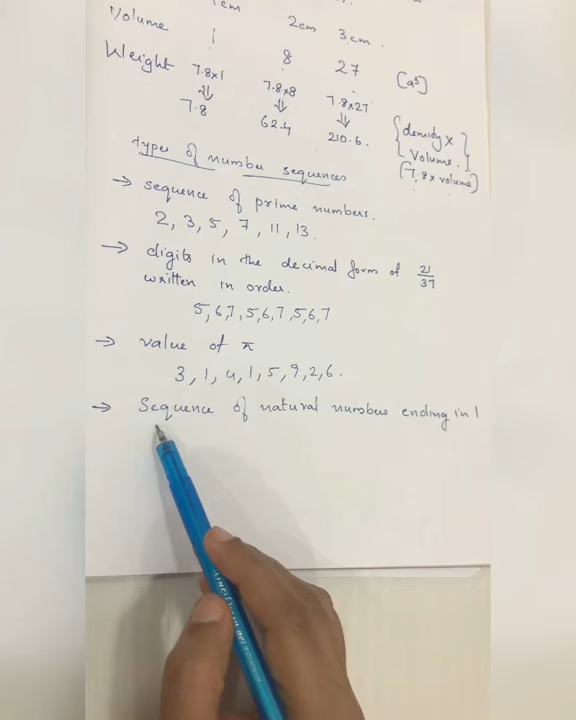 1cm
Volume 2cm 3cm.
1 8 27 [a³]
Weight 7.8×1 7.8×8 7.8×27
7.8 62.4 210.6.
{density × Volume.}
(7.8 × volume)
types of number sequences
→ sequence of prime numbers.
2, 3, 5, 7, 11, 13.
→ digits in the decimal form of 21/37
written in order.
5, 6, 7, 5, 6, 7, 5, 6, 7
→ value of π
3, 1, 4, 1, 5, 9, 2, 6.
→ Sequence of natural numbers ending in 1